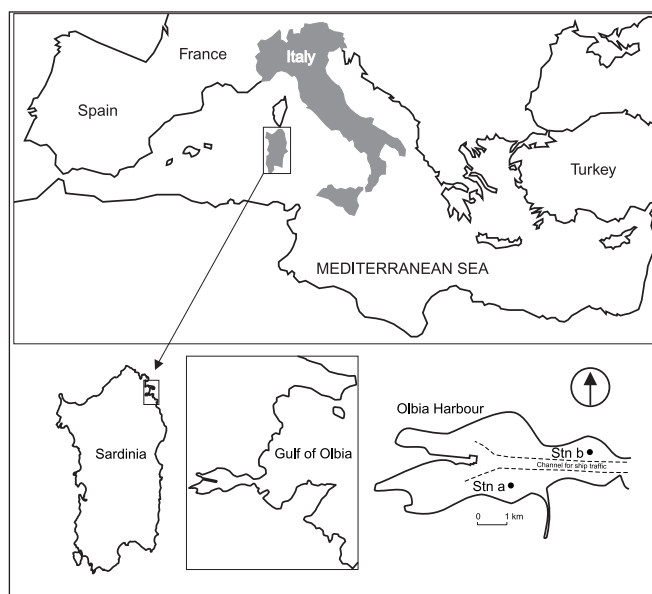 France
Italy
Spain
Turkey
MEDITERRANEAN SEA
Sardinia
Gulf of Olbia
Olbia Harbour
Stn b
Channel for ship traffic
Stn a
0 1 km